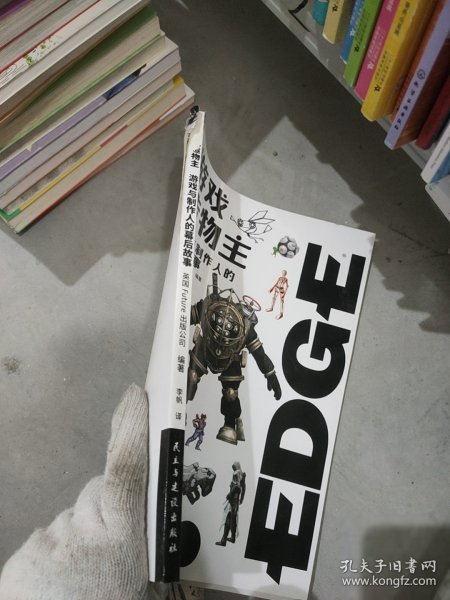 物主 游戏与制作人的幕后故事 英国Future出版公司 编著 李帆 译
民主与建设出版社
游戏
物主
制作人的
EDGE
孔夫子旧书网
www.kongfz.com